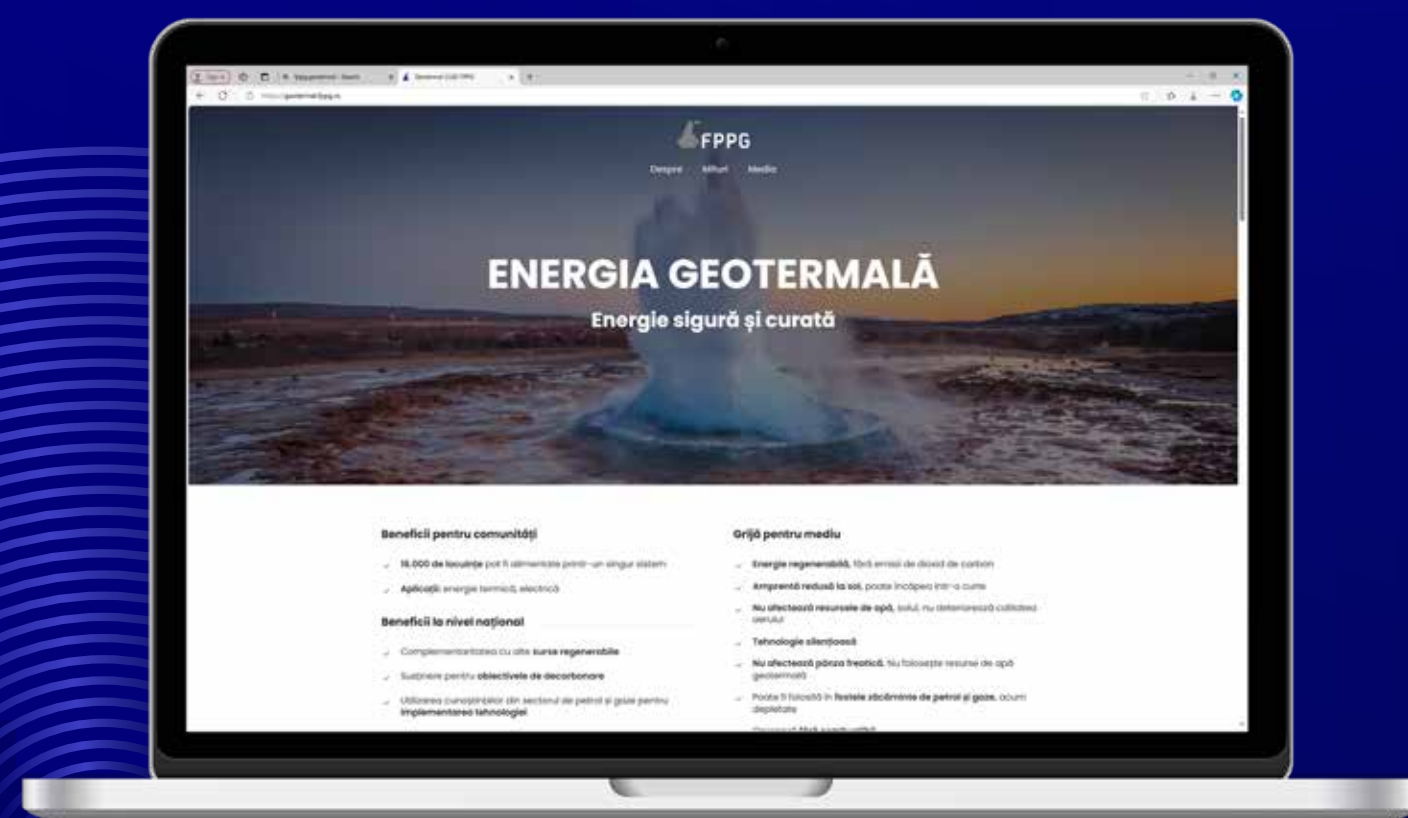 geotermal.fppg.ro
FPPG
Despre Mituri Media
ENERGIA GEOTERMALĂ
Energie sigură și curată
Beneficii pentru comunități
16.000 de locuințe pot fi alimentate printr-un singur sistem
Aplicații: energie termică, electrică
Beneficii la nivel național
Complementaritatea cu alte surse regenerabile
Susținere pentru obiectivele de decarbonare
Utilizarea cunoștințelor din sectorul de petrol și gaze pentru
implementarea tehnologiei
Grijă pentru mediu
Energie regenerabilă, fără emisii de dioxid de carbon
Amprentă redusă la sol, poate încăpea într-o curte
Nu afectează resursele de apă, solul, nu deteriorează calitatea
aerului
Tehnologie silențioasă
Nu afectează pânza freatică. Nu folosește resurse de apă
geotermală
Poate fi folosită în fostele zăcăminte de petrol și gaze, acum
depletate